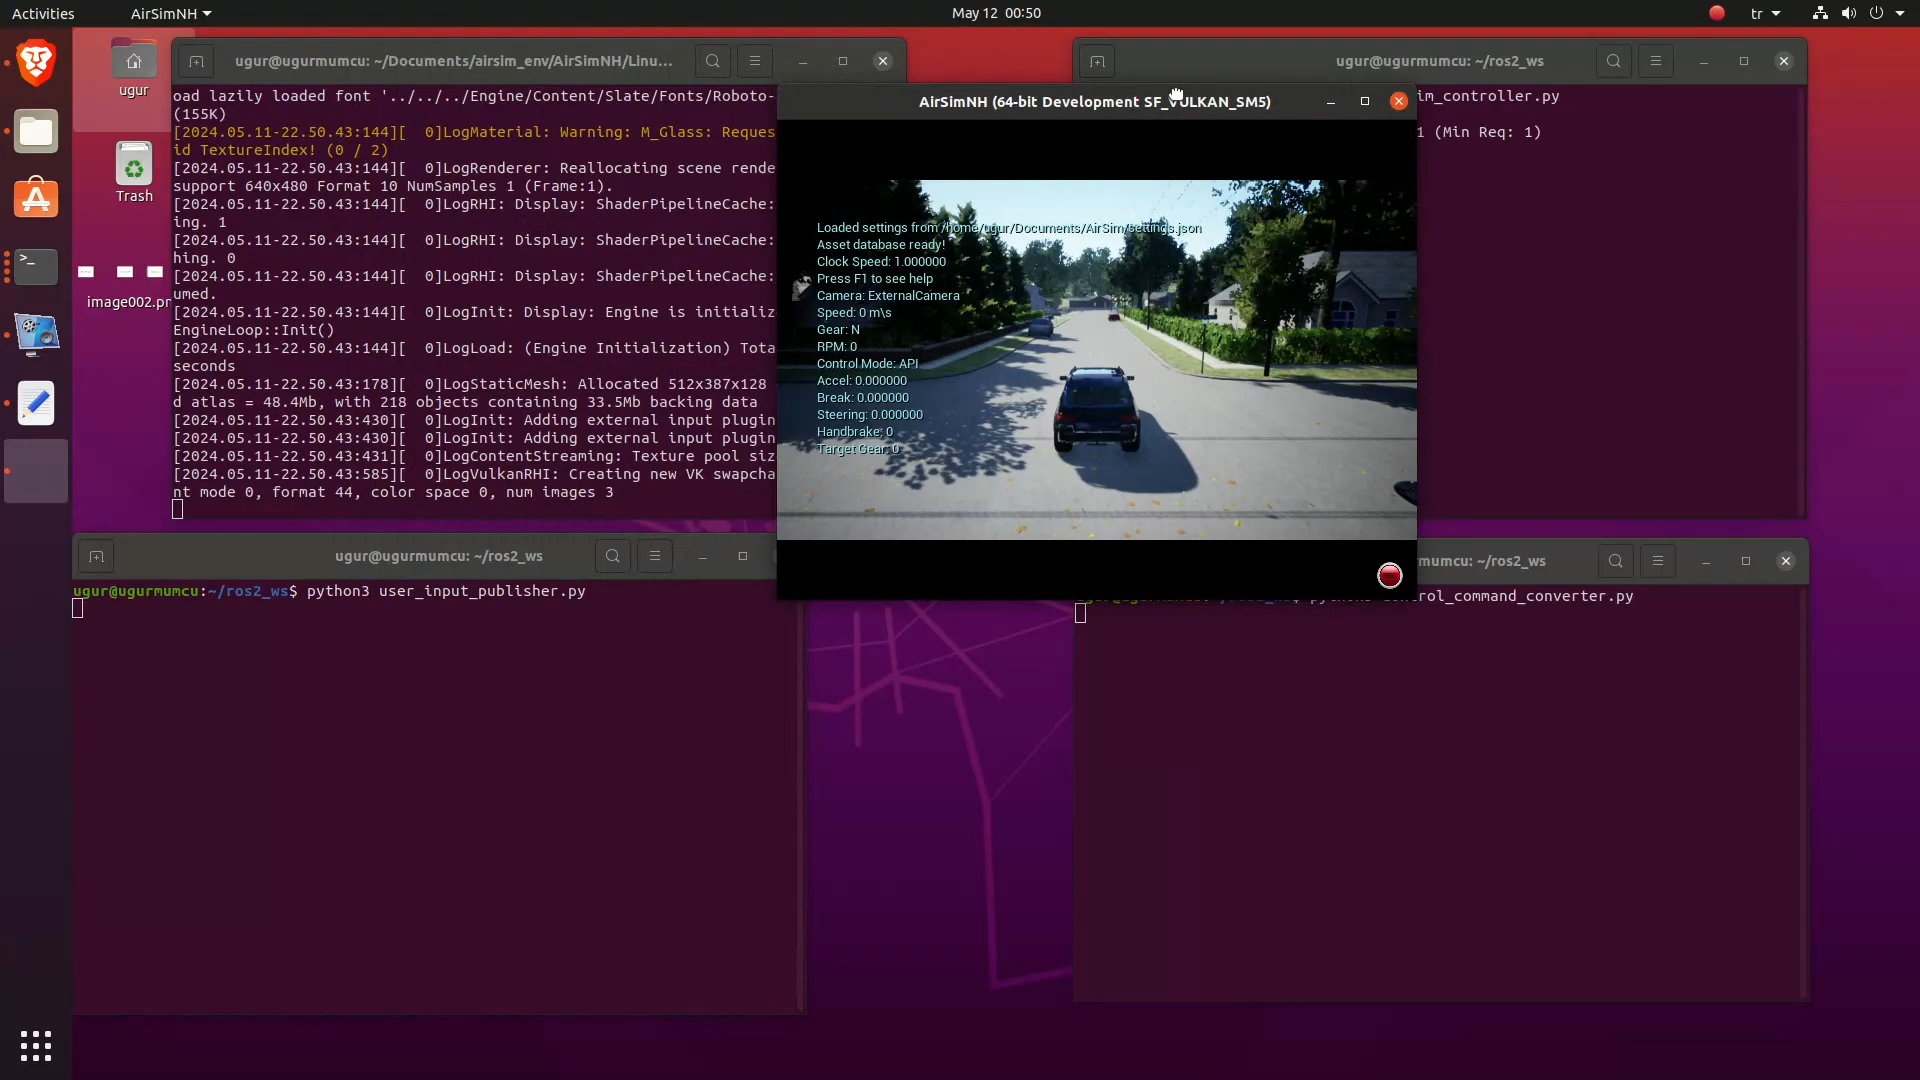 Activities
AirSimNH
May 12 00:50
tr
ugur
Trash
image002.pr
ugur@ugurmumcu: ~/Documents/airsim_env/AirSimNH/Linu...
oad lazily loaded font '../../../Engine/Content/Slate/Fonts/Roboto-
(155K)
[2024.05.11-22.50.43:144][  0]LogMaterial: Warning: M_Glass: Reques
id TextureIndex! (0 / 2)
[2024.05.11-22.50.43:144][  0]LogRenderer: Reallocating scene rende
support 640x480 Format 10 NumSamples 1 (Frame:1).
[2024.05.11-22.50.43:144][  0]LogRHI: Display: ShaderPipelineCache:
ing. 1
[2024.05.11-22.50.43:144][  0]LogRHI: Display: ShaderPipelineCache:
hing. 0
[2024.05.11-22.50.43:144][  0]LogRHI: Display: ShaderPipelineCache:
umed.
[2024.05.11-22.50.43:144][  0]LogInit: Display: Engine is initializ
EngineLoop::Init()
[2024.05.11-22.50.43:144][  0]LogLoad: (Engine Initialization) Tota
seconds
[2024.05.11-22.50.43:178][  0]LogStaticMesh: Allocated 512x387x128
d atlas = 48.4Mb, with 218 objects containing 33.5Mb backing data
[2024.05.11-22.50.43:430][  0]LogInit: Adding external input plugin
[2024.05.11-22.50.43:430][  0]LogInit: Adding external input plugin
[2024.05.11-22.50.43:431][  0]LogContentStreaming: Texture pool siz
[2024.05.11-22.50.43:585][  0]LogVulkanRHI: Creating new VK swapcha
nt mode 0, format 44, color space 0, num images 3
AirSimNH (64-bit Development SF_VULKAN_SM5)
Loaded settings from /home/ugur/Documents/AirSim/settings.json
Asset database ready!
Clock Speed: 1.000000
Press F1 to see help
Camera: ExternalCamera
Speed: 0 m\s
Gear: N
RPM: 0
Control Mode: API
Accel: 0.000000
Break: 0.000000
Steering: 0.000000
Handbrake: 0
Target Gear: 0
ugur@ugurmumcu: ~/ros2_ws
im_controller.py
1 (Min Req: 1)
ugur@ugurmumcu: ~/ros2_ws
ugur@ugurmumcu:~/ros2_ws$ python3 user_input_publisher.py
mumcu: ~/ros2_ws
rol_command_converter.py